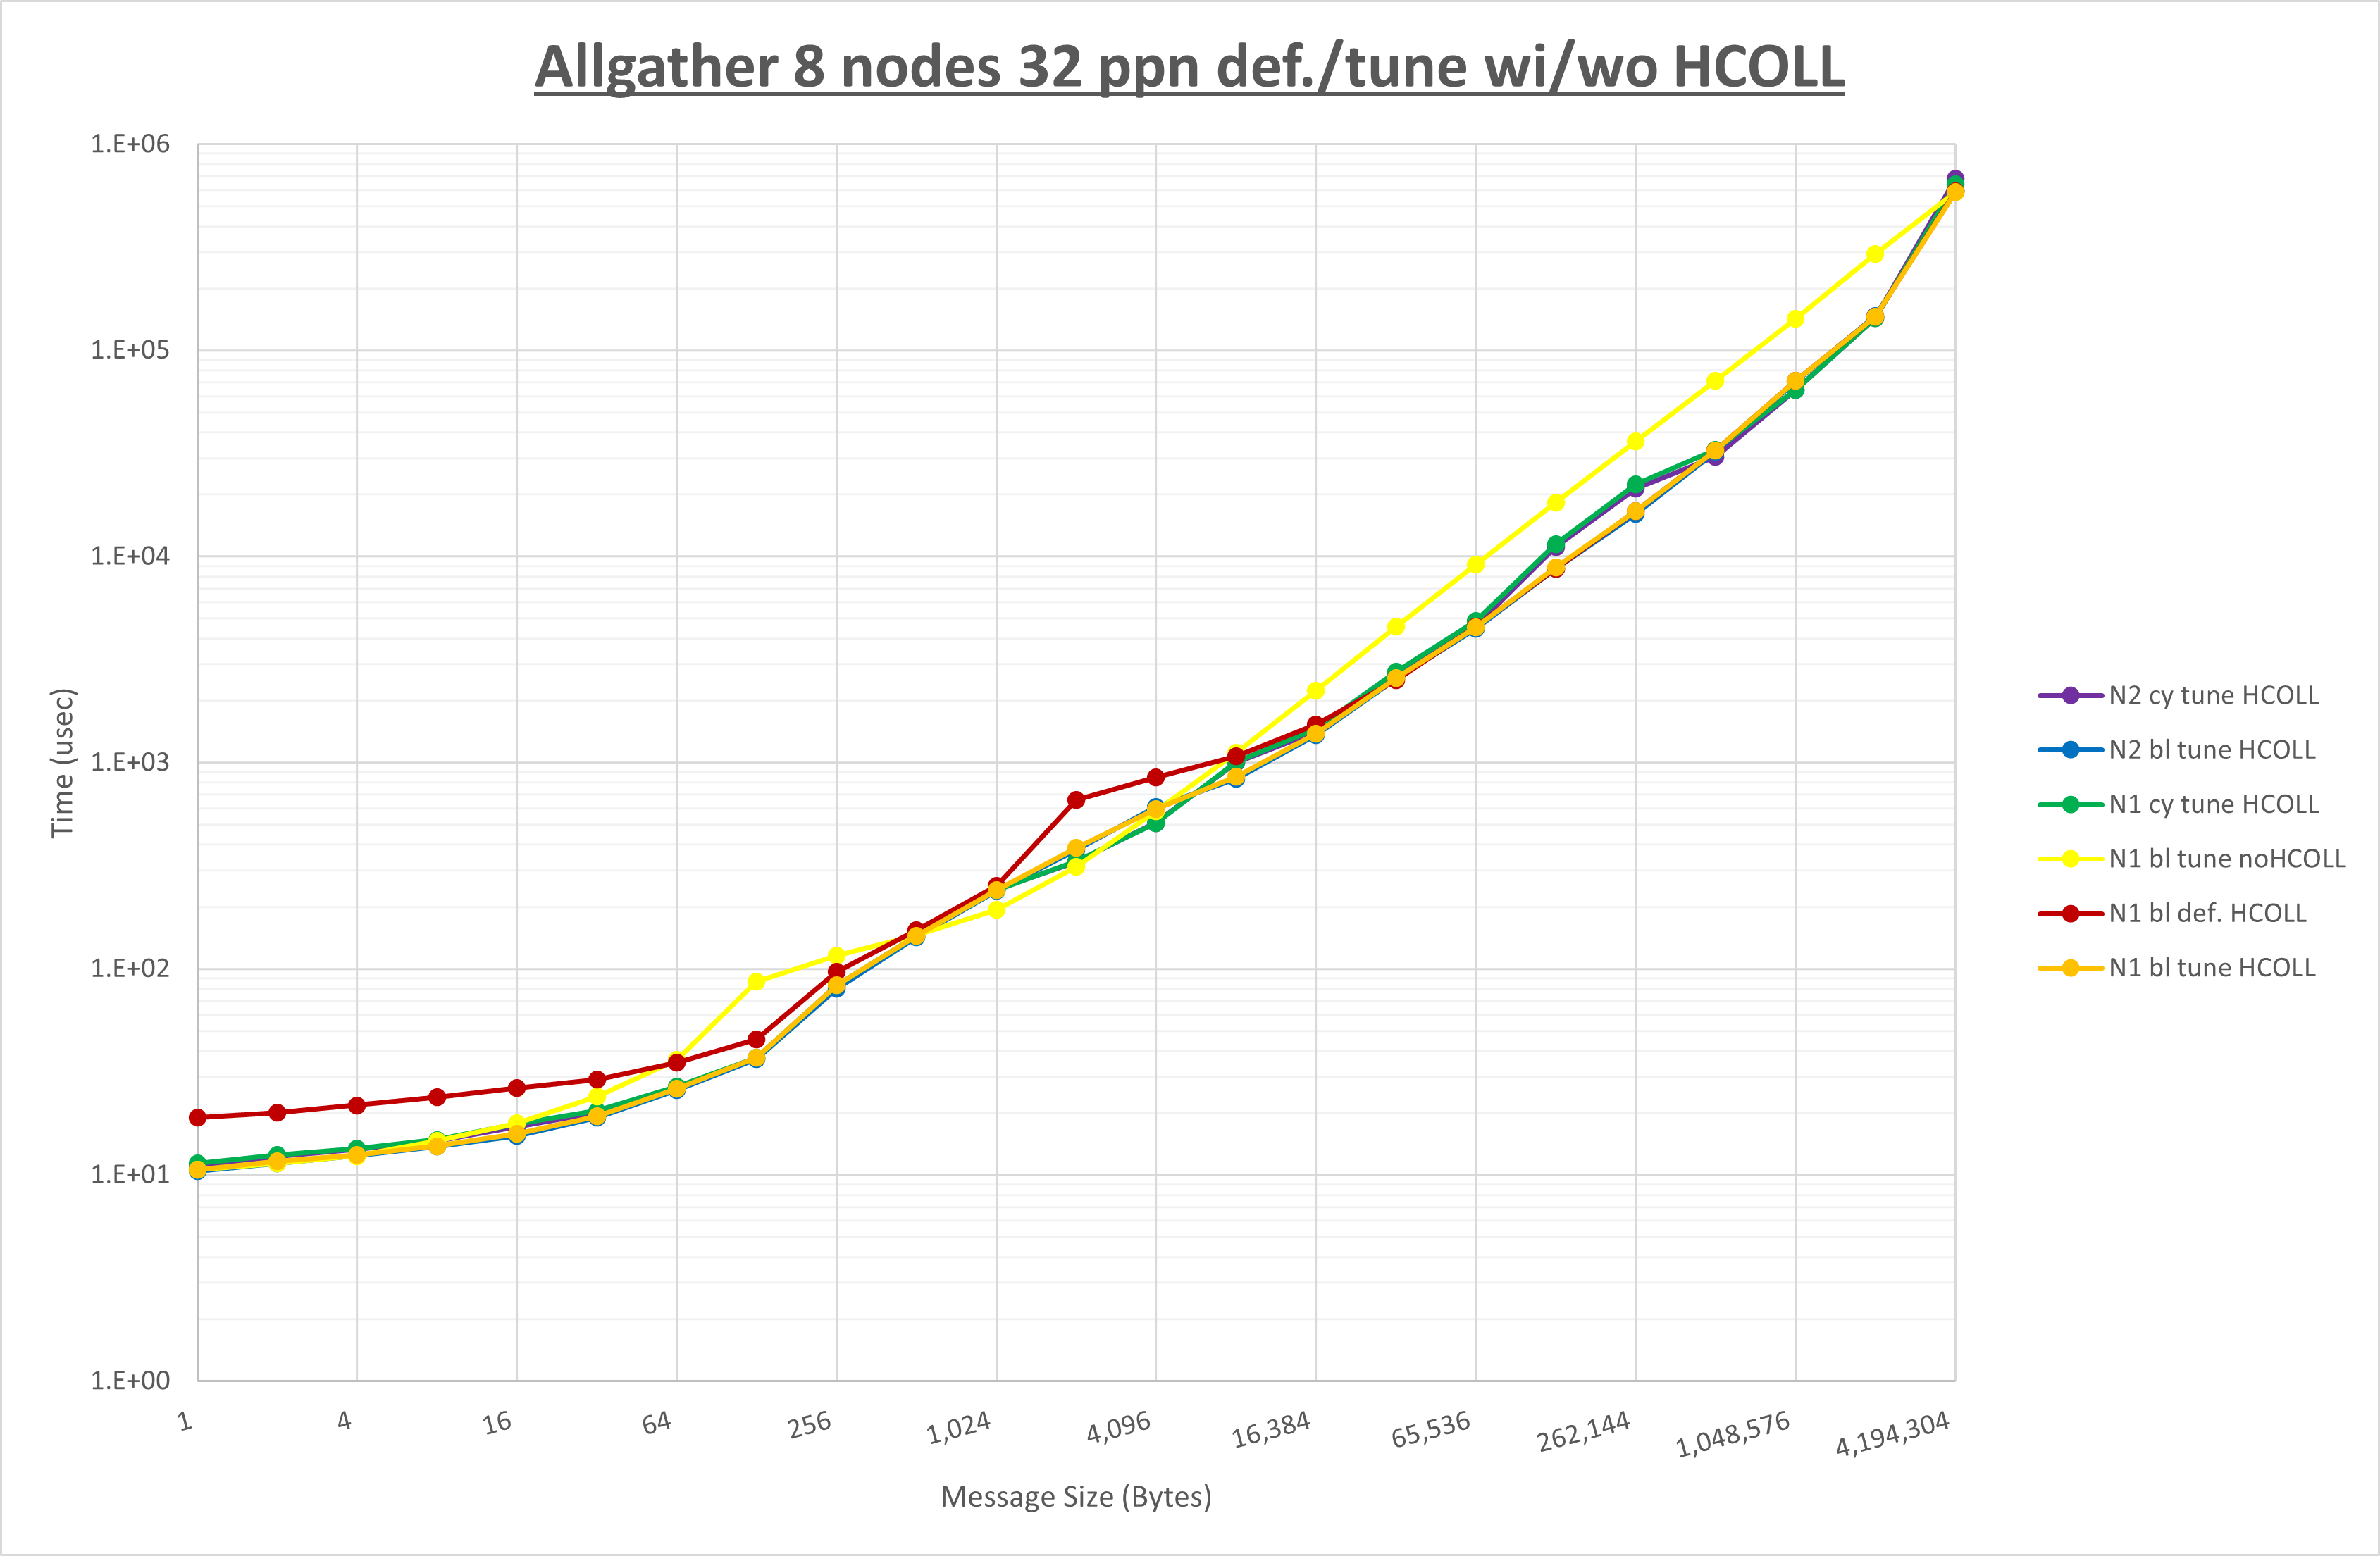 Allgather 8 nodes 32 ppn def./tune wi/wo HCOLL
1.E+06
1.E+05
1.E+04
1.E+03
1.E+02
1.E+01
1.E+00
Time (usec)
1
4
16
64
256
1,024
4,096
16,384
65,536
262,144
1,048,576
4,194,304
Message Size (Bytes)
N2 cy tune HCOLL
N2 bl tune HCOLL
N1 cy tune HCOLL
N1 bl tune noHCOLL
N1 bl def. HCOLL
N1 bl tune HCOLL